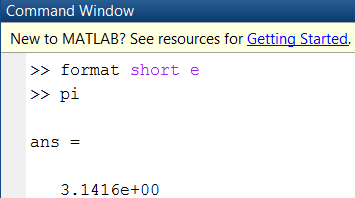 Command Window
New to MATLAB? See resources for Getting Started.
>> format short e
>> pi
ans =
3.1416e+00